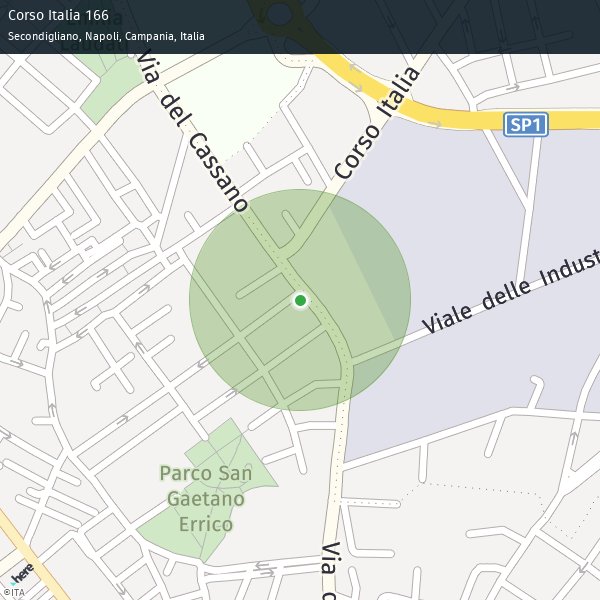 Corso Italia 166
Secondigliano, Napoli, Campania, Italia
Laudati
Via del Cassano
Corso Italia
SP1
Viale delle Indust
Parco San
Gaetano
Errico
Via d
here
©ITA